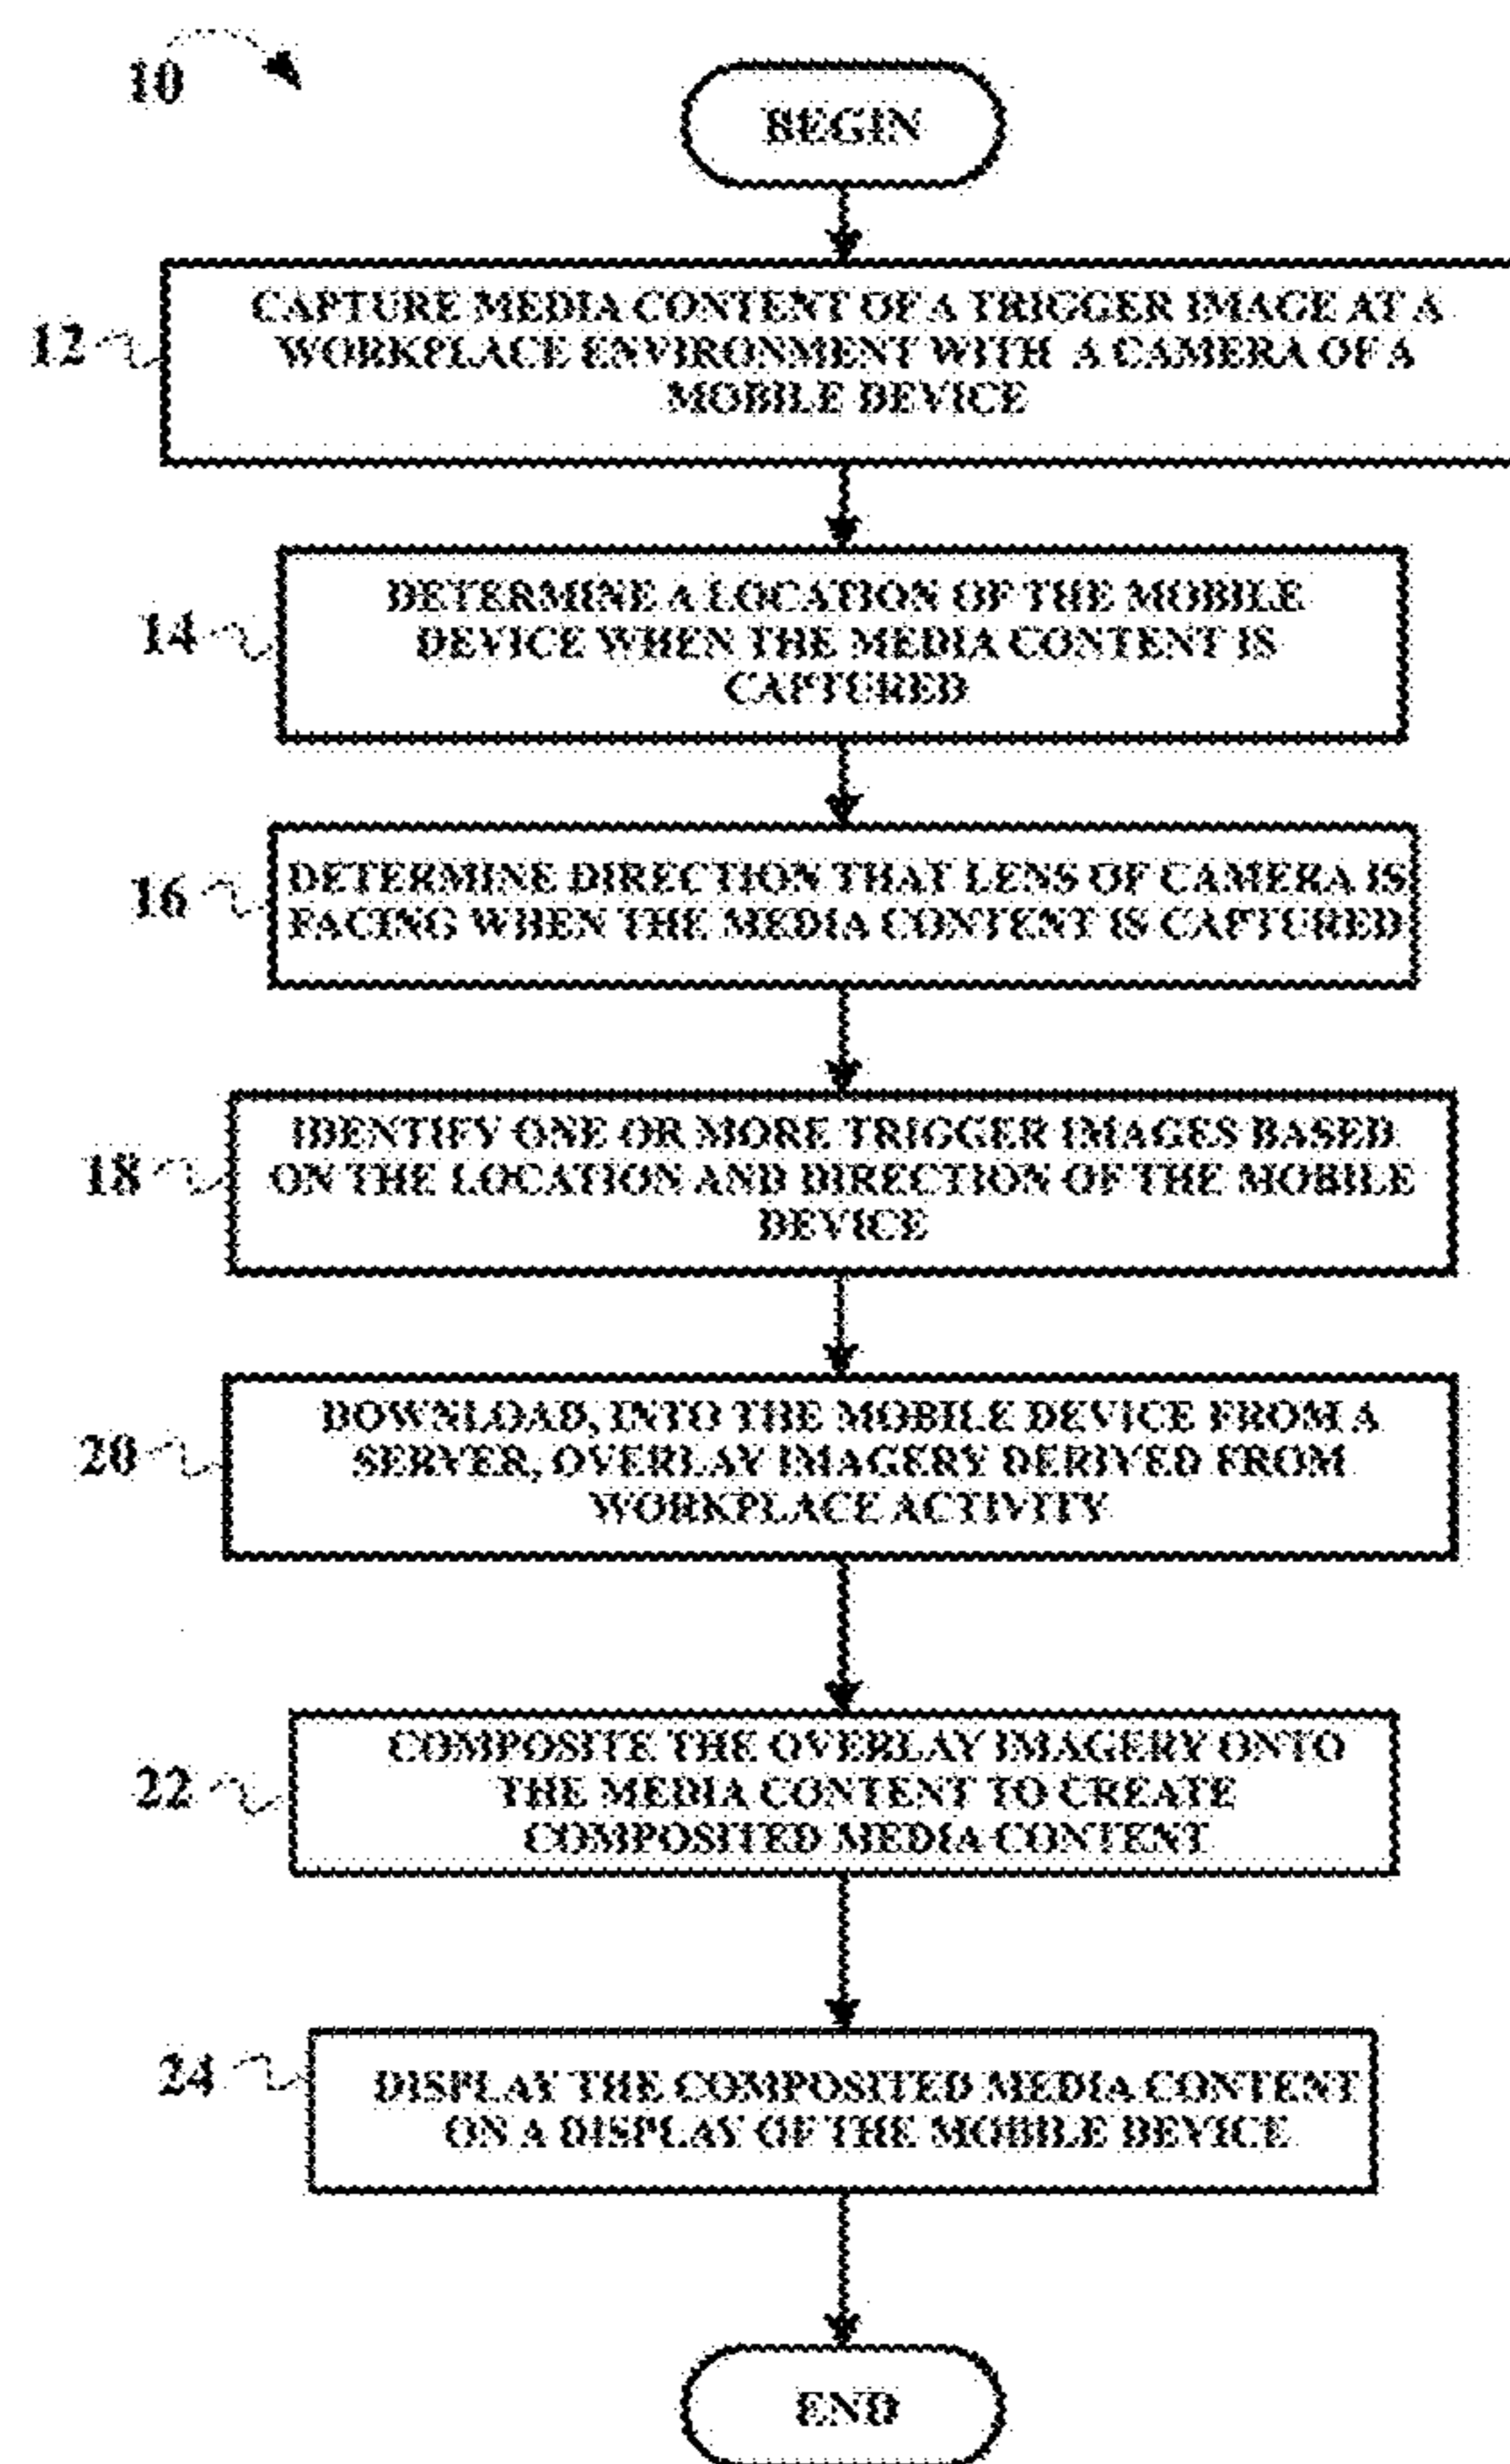 10
BEGIN
12
CAPTURE MEDIA CONTENT OF A TRIGGER IMAGE AT A
WORKPLACE ENVIRONMENT WITH A CAMERA OF A
MOBILE DEVICE
14
DETERMINE A LOCATION OF THE MOBILE
DEVICE WHEN THE MEDIA CONTENT IS
CAPTURED
16
DETERMINE DIRECTION THAT LENS OF CAMERA IS
FACING WHEN THE MEDIA CONTENT IS CAPTURED
18
IDENTIFY ONE OR MORE TRIGGER IMAGES BASED
ON THE LOCATION AND DIRECTION OF THE MOBILE
DEVICE
20
DOWNLOAD, INTO THE MOBILE DEVICE FROM A
SERVER, OVERLAY IMAGERY DERIVED FROM
WORKPLACE ACTIVITY
22
COMPOSITE THE OVERLAY IMAGERY ONTO
THE MEDIA CONTENT TO CREATE
COMPOSITED MEDIA CONTENT
24
DISPLAY THE COMPOSITED MEDIA CONTENT
ON A DISPLAY OF THE MOBILE DEVICE
END